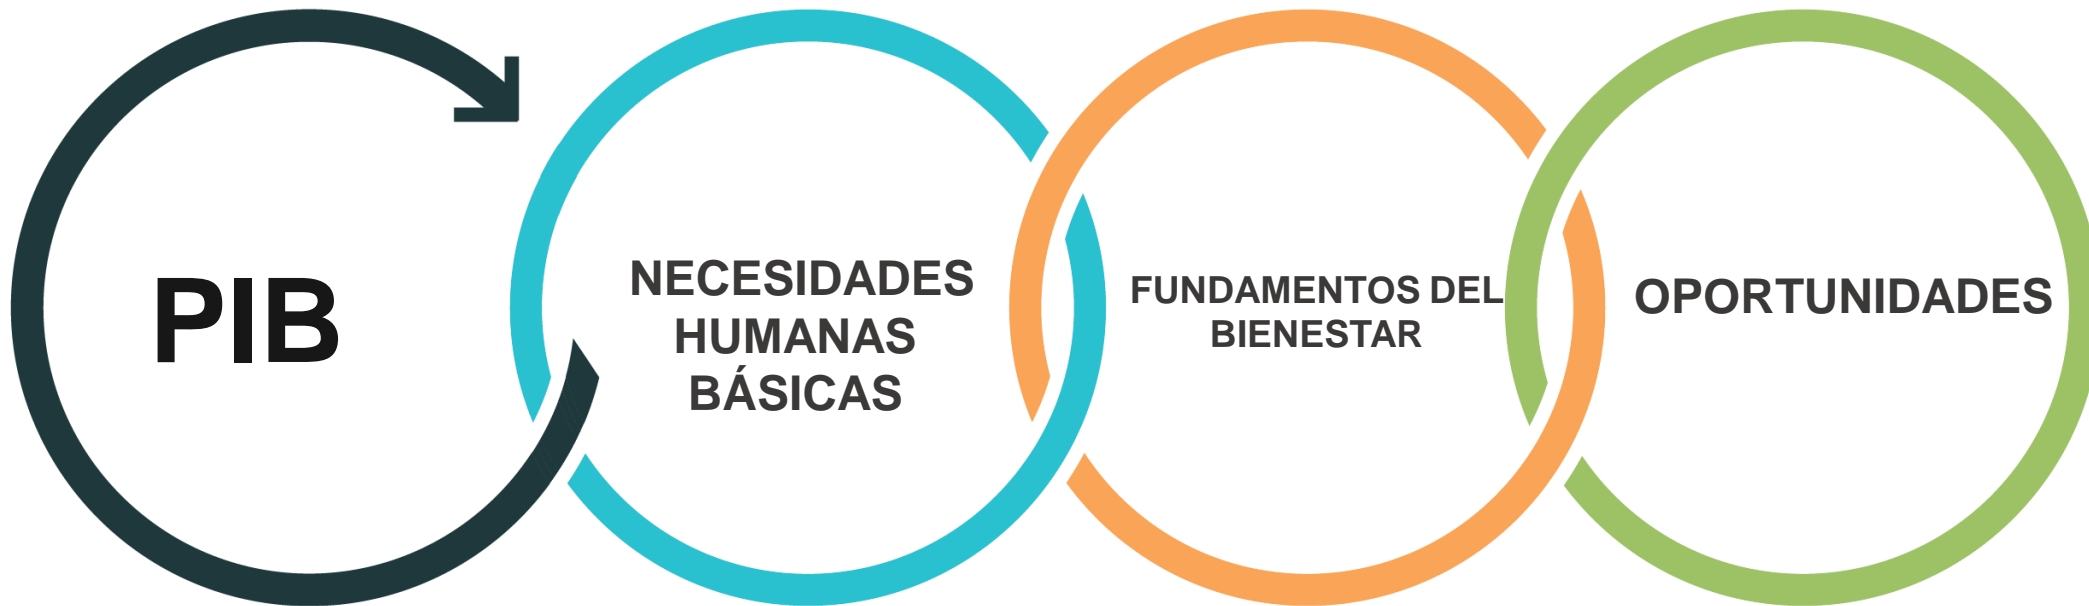 PIB
NECESIDADES
HUMANAS
BÁSICAS
FUNDAMENTOS DEL
BIENESTAR
OPORTUNIDADES